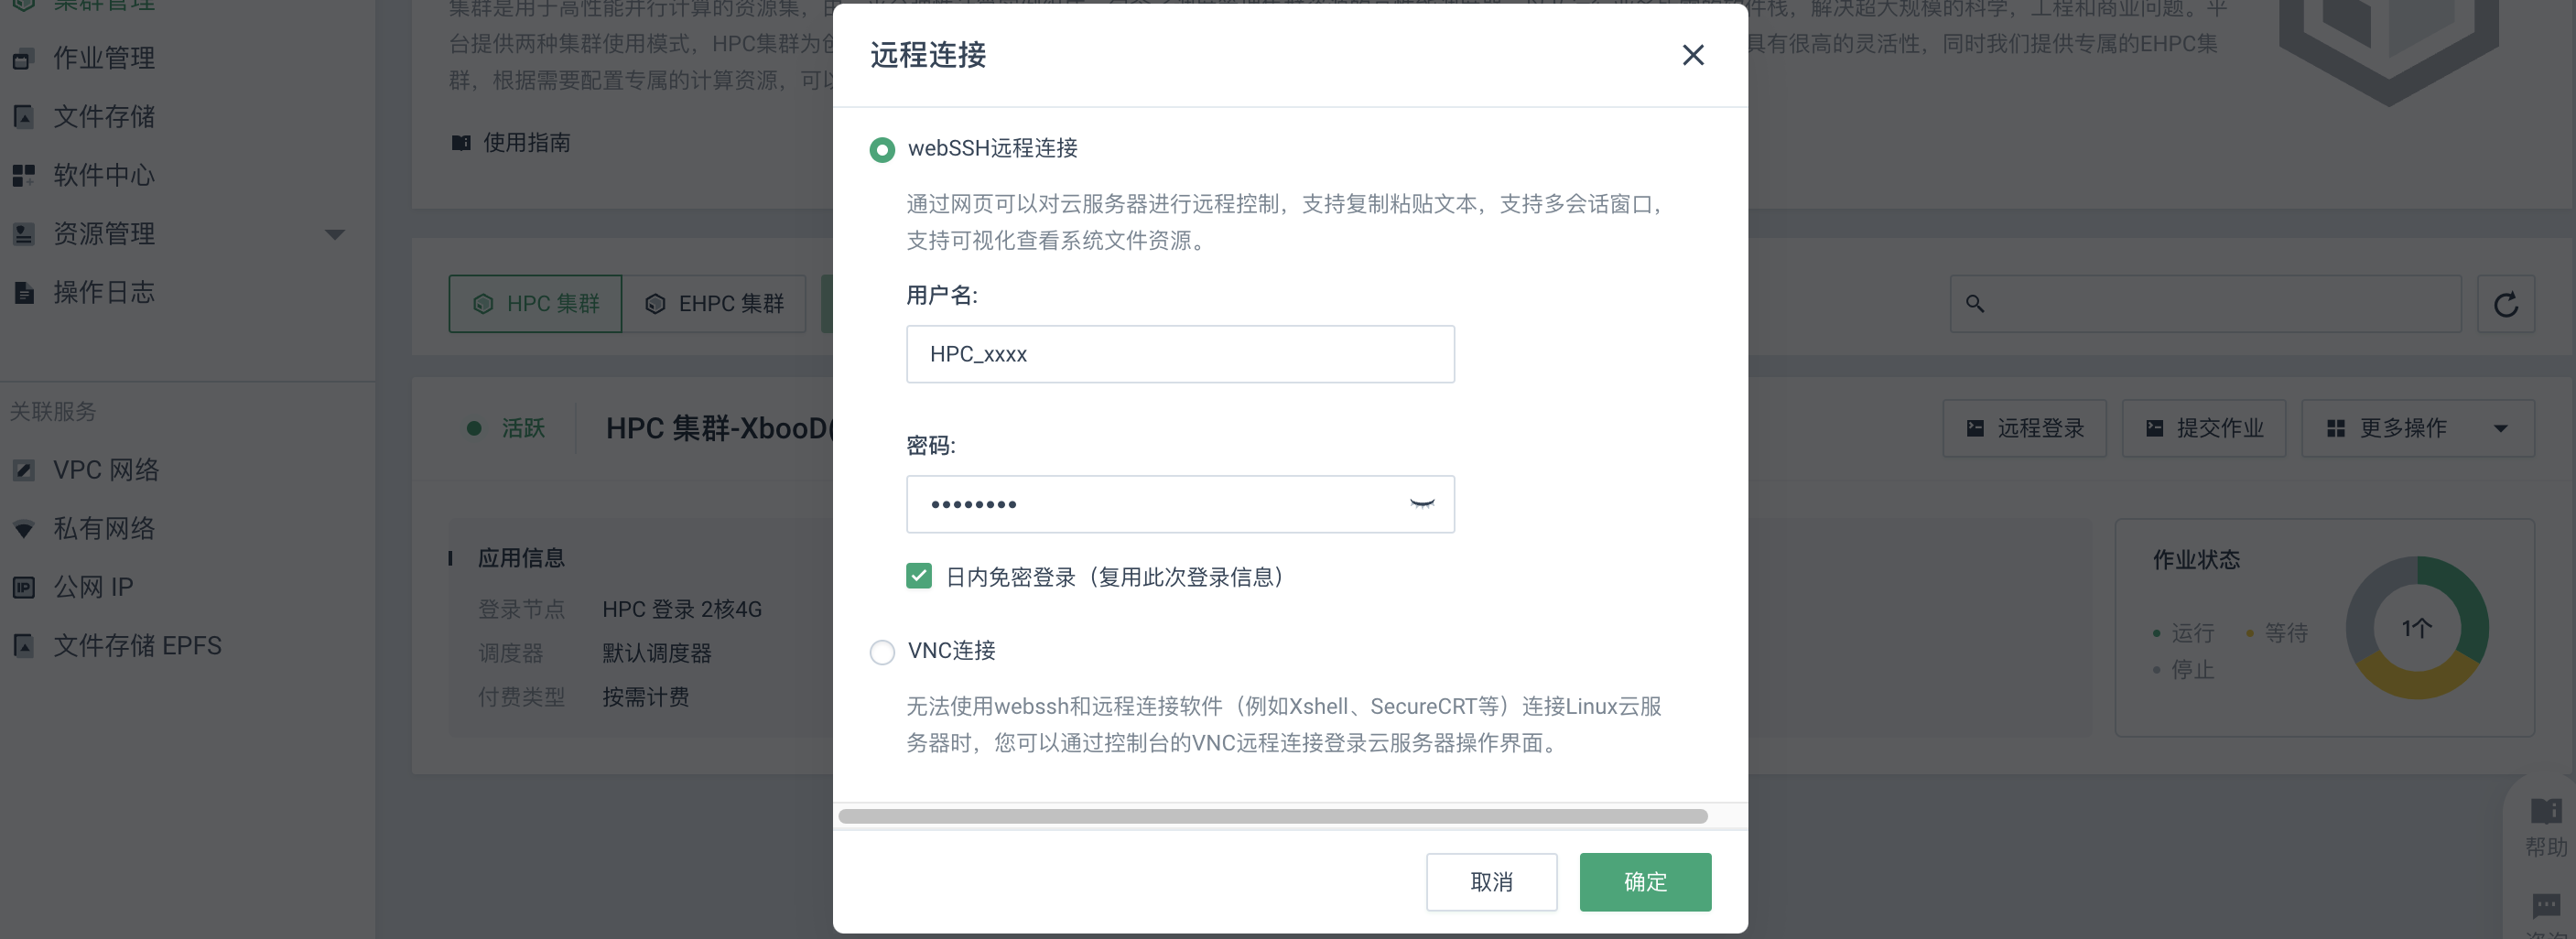 集群管理
作业管理
文件存储
软件中心
资源管理
操作日志
关联服务
VPC 网络
私有网络
公网 IP
文件存储 EPFS
集群是用于高性能并行计算的资源集，由
件栈，解决超大规模的科学，工程和商业问题。平
台提供两种集群使用模式，HPC集群为
具有很高的灵活性，同时我们提供专属的EHPC集
群，根据需要配置专属的计算资源，可以
使用指南
HPC 集群
EHPC 集群
活跃
HPC 集群-XbooD(
远程登录
提交作业
更多操作
应用信息
登录节点 HPC 登录 2核4G
调度器 默认调度器
付费类型 按需计费
作业状态
运行 等待
停止
1个
帮助
远程连接
webSSH远程连接
通过网页可以对云服务器进行远程控制，支持复制粘贴文本，支持多会话窗口，
支持可视化查看系统文件资源。
用户名:
HPC_xxxx
密码:
••••••••
日内免密登录（复用此次登录信息）
VNC连接
无法使用webssh和远程连接软件（例如Xshell、SecureCRT等）连接Linux云服
务器时，您可以通过控制台的VNC远程连接登录云服务器操作界面。
取消
确定